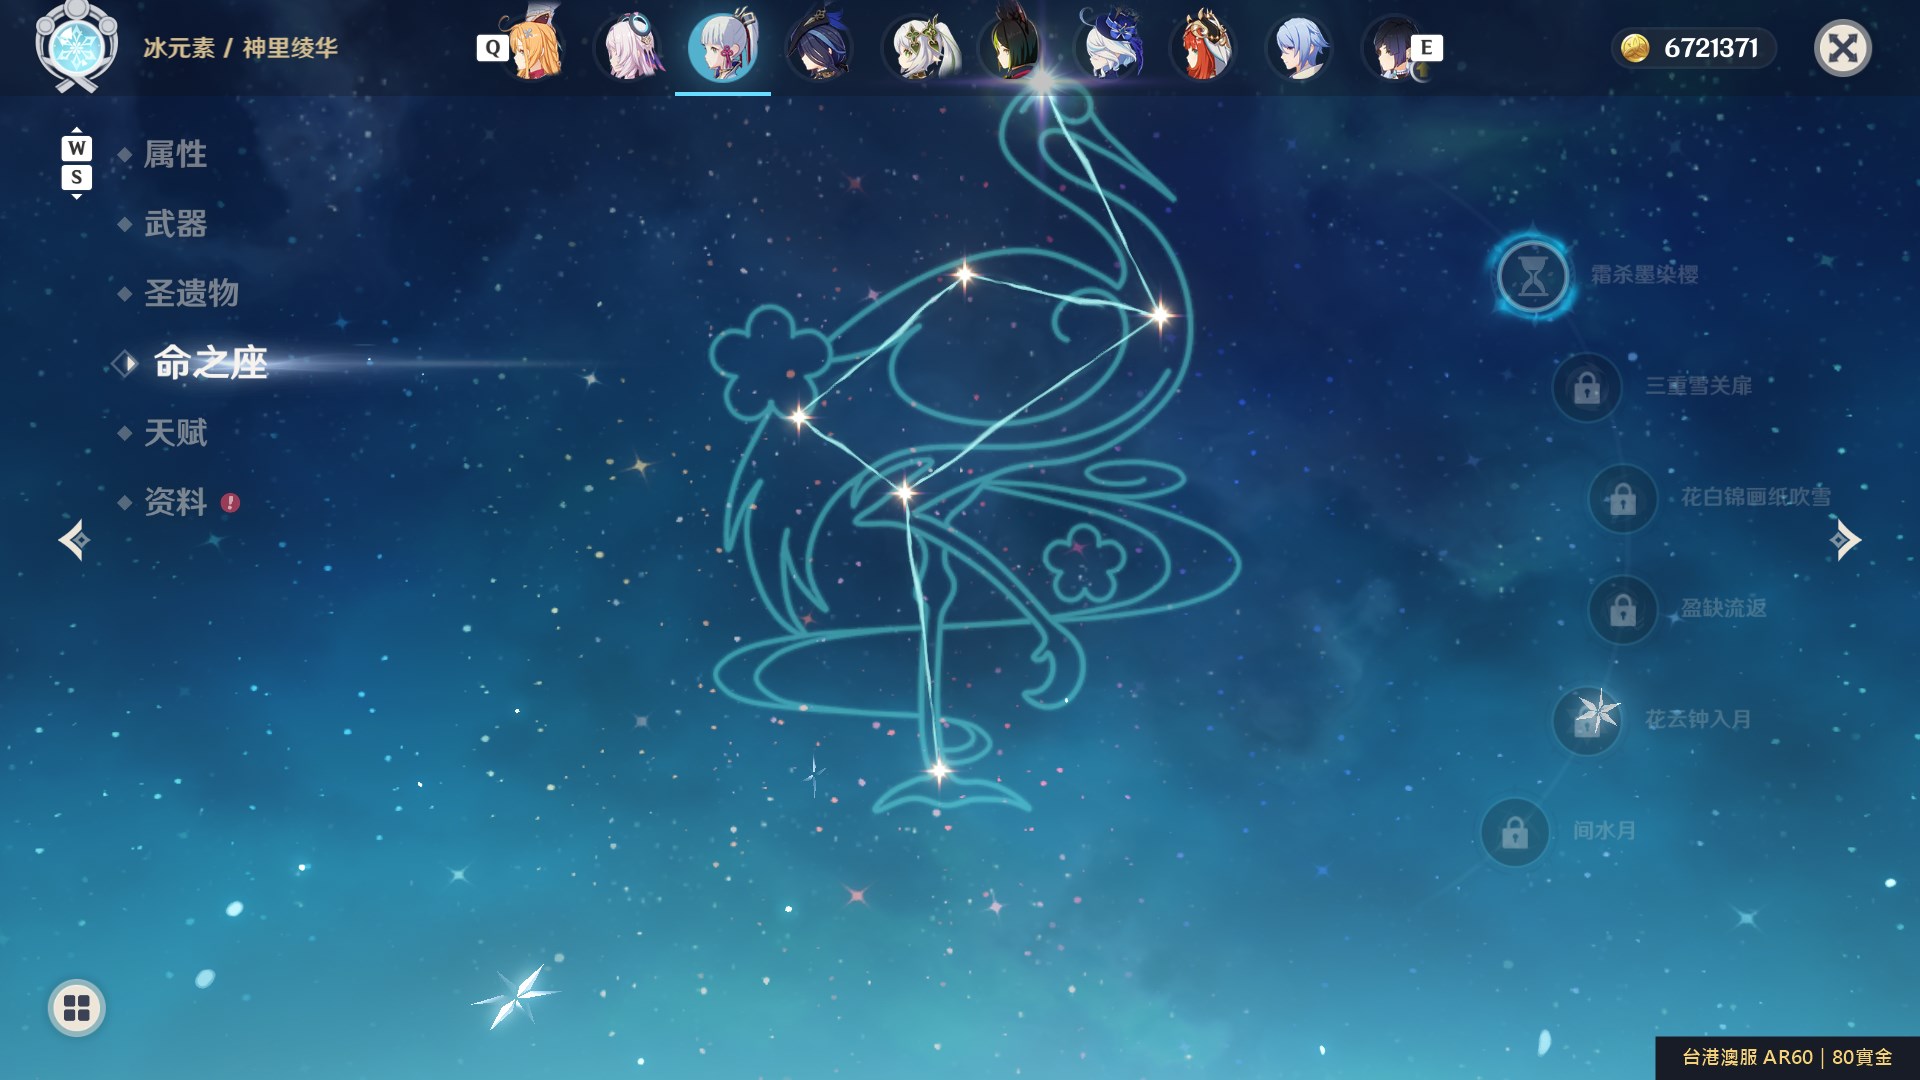 冰元素 / 神里绫华
Q
E
6721371
W
S
属性
武器
圣遗物
命之座
天赋
资料
霜杀墨染樱
三重雪关扉
花白锦画纸吹雪
盈缺流返
花云钟入月
间水月
台港澳服 AR60 | 80實金